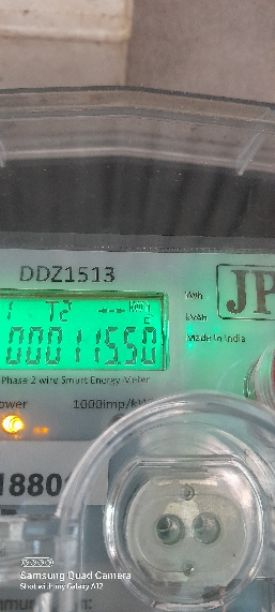 DDZ1513
JP
T2
kWh
kVAh
00011550
Made In India
Phase 2 wire Smart Energy Meter
ower 1000imp/kW
1880
Samsung Quad Camera
Shot with my Galaxy A12